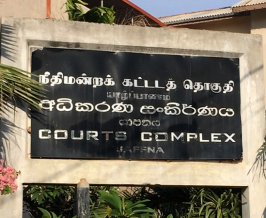 நீதிமன்றக் கட்டடத் தொகுதி
யாழ்ப்பாணம்
අධිකරණ සංකීර්ණය
යාපනය
COURTS COMPLEX
JAFFNA